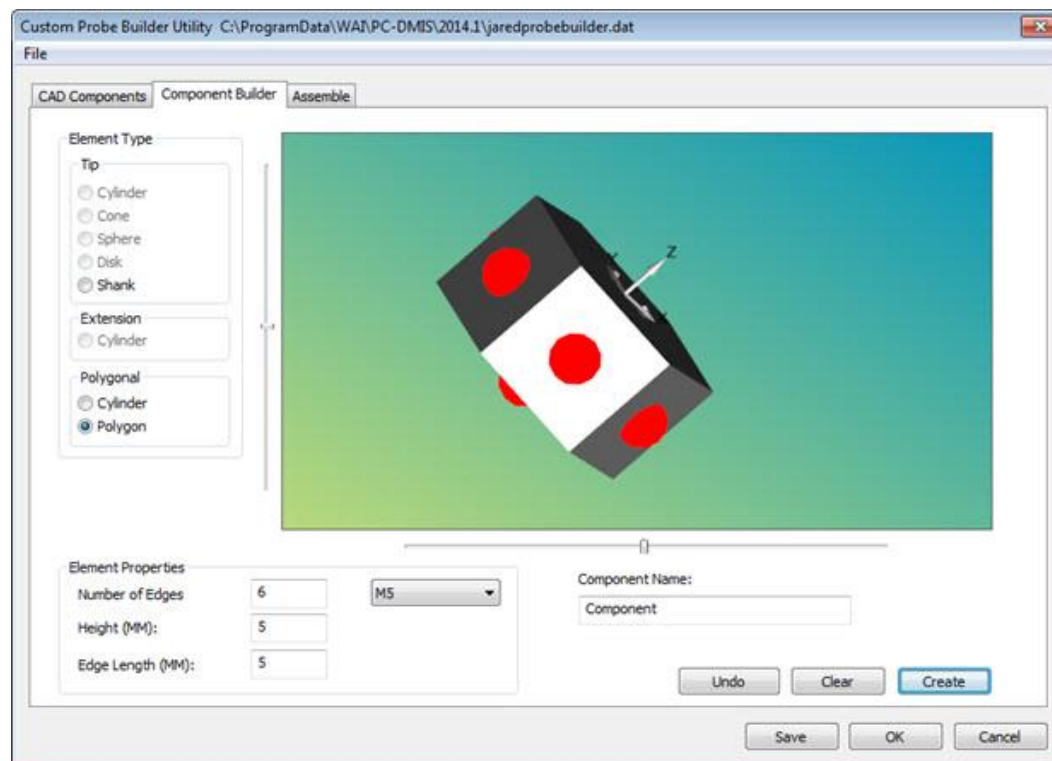 Custom Probe Builder Utility C:\ProgramData\WAI\PC-DMIS\2014.1\jaredprobebuilder.dat
File
CAD Components Component Builder Assemble
Element Type
Tip
Cylinder
Cone
Sphere
Disk
Shank
Extension
Cylinder
Polygonal
Cylinder
Polygon
Z
Element Properties
Number of Edges 6 M5
Height (MM): 5
Edge Length (MM): 5
Component Name:
Component
Undo Clear Create
Save OK Cancel